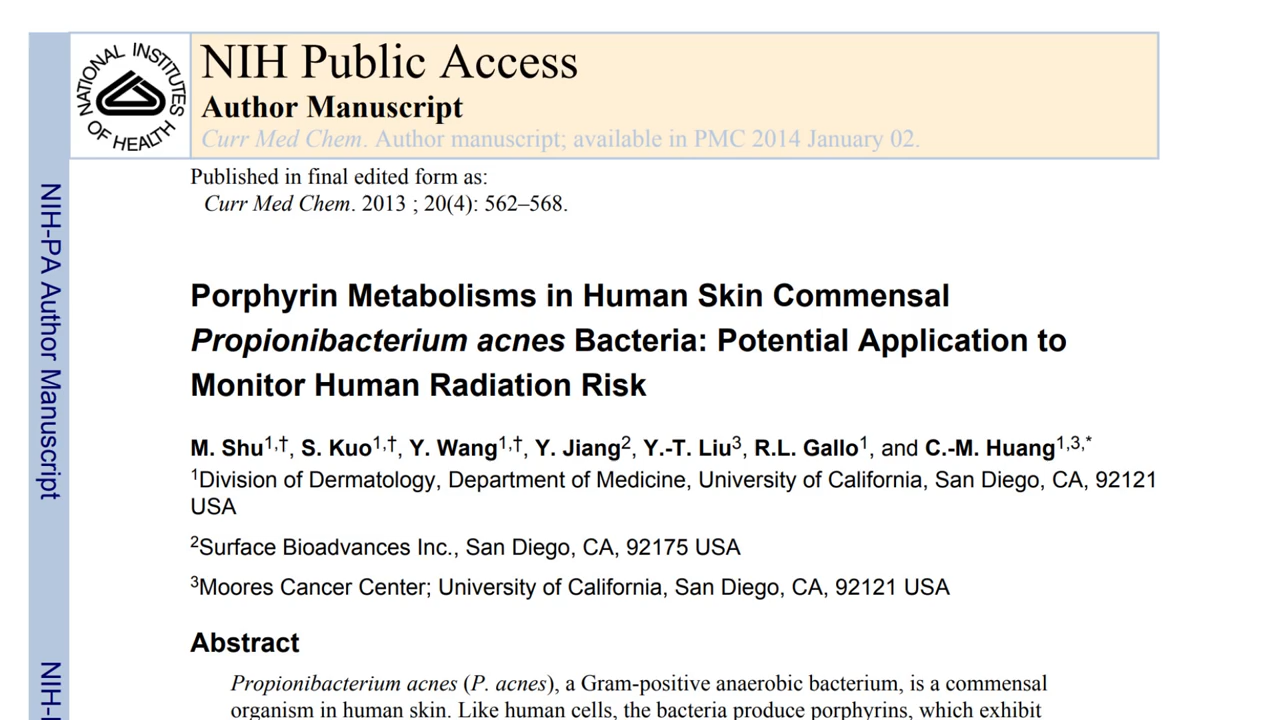 NATIONAL INSTITUTES
OF HEALTH
NIH Public Access
Author Manuscript
Curr Med Chem. Author manuscript; available in PMC 2014 January 02.
Published in final edited form as:
Curr Med Chem. 2013 ; 20(4): 562–568.
Porphyrin Metabolisms in Human Skin Commensal
Propionibacterium acnes Bacteria: Potential Application to
Monitor Human Radiation Risk
M. Shu1,†, S. Kuo1,†, Y. Wang1,†, Y. Jiang2, Y.-T. Liu3, R.L. Gallo1, and C.-M. Huang1,3,*
1Division of Dermatology, Department of Medicine, University of California, San Diego, CA, 92121
USA
2Surface Bioadvances Inc., San Diego, CA, 92175 USA
3Moores Cancer Center; University of California, San Diego, CA, 92121 USA
Abstract
Propionibacterium acnes (P. acnes), a Gram-positive anaerobic bacterium, is a commensal
organism in human skin. Like human cells, the bacteria produce porphyrins, which exhibit
NIH-PA Author Manuscript
NIH-